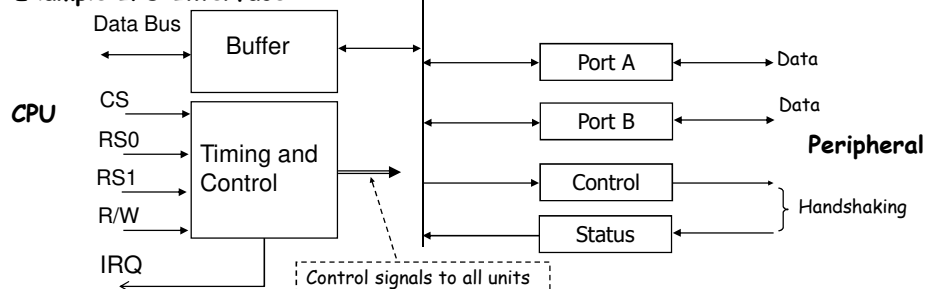 Data Bus
Buffer
Port A
Data
CPU
CS
Port B
Data
RS0
Timing and
Control
Peripheral
RS1
Control
R/W
Handshaking
Status
IRQ
Control signals to all units